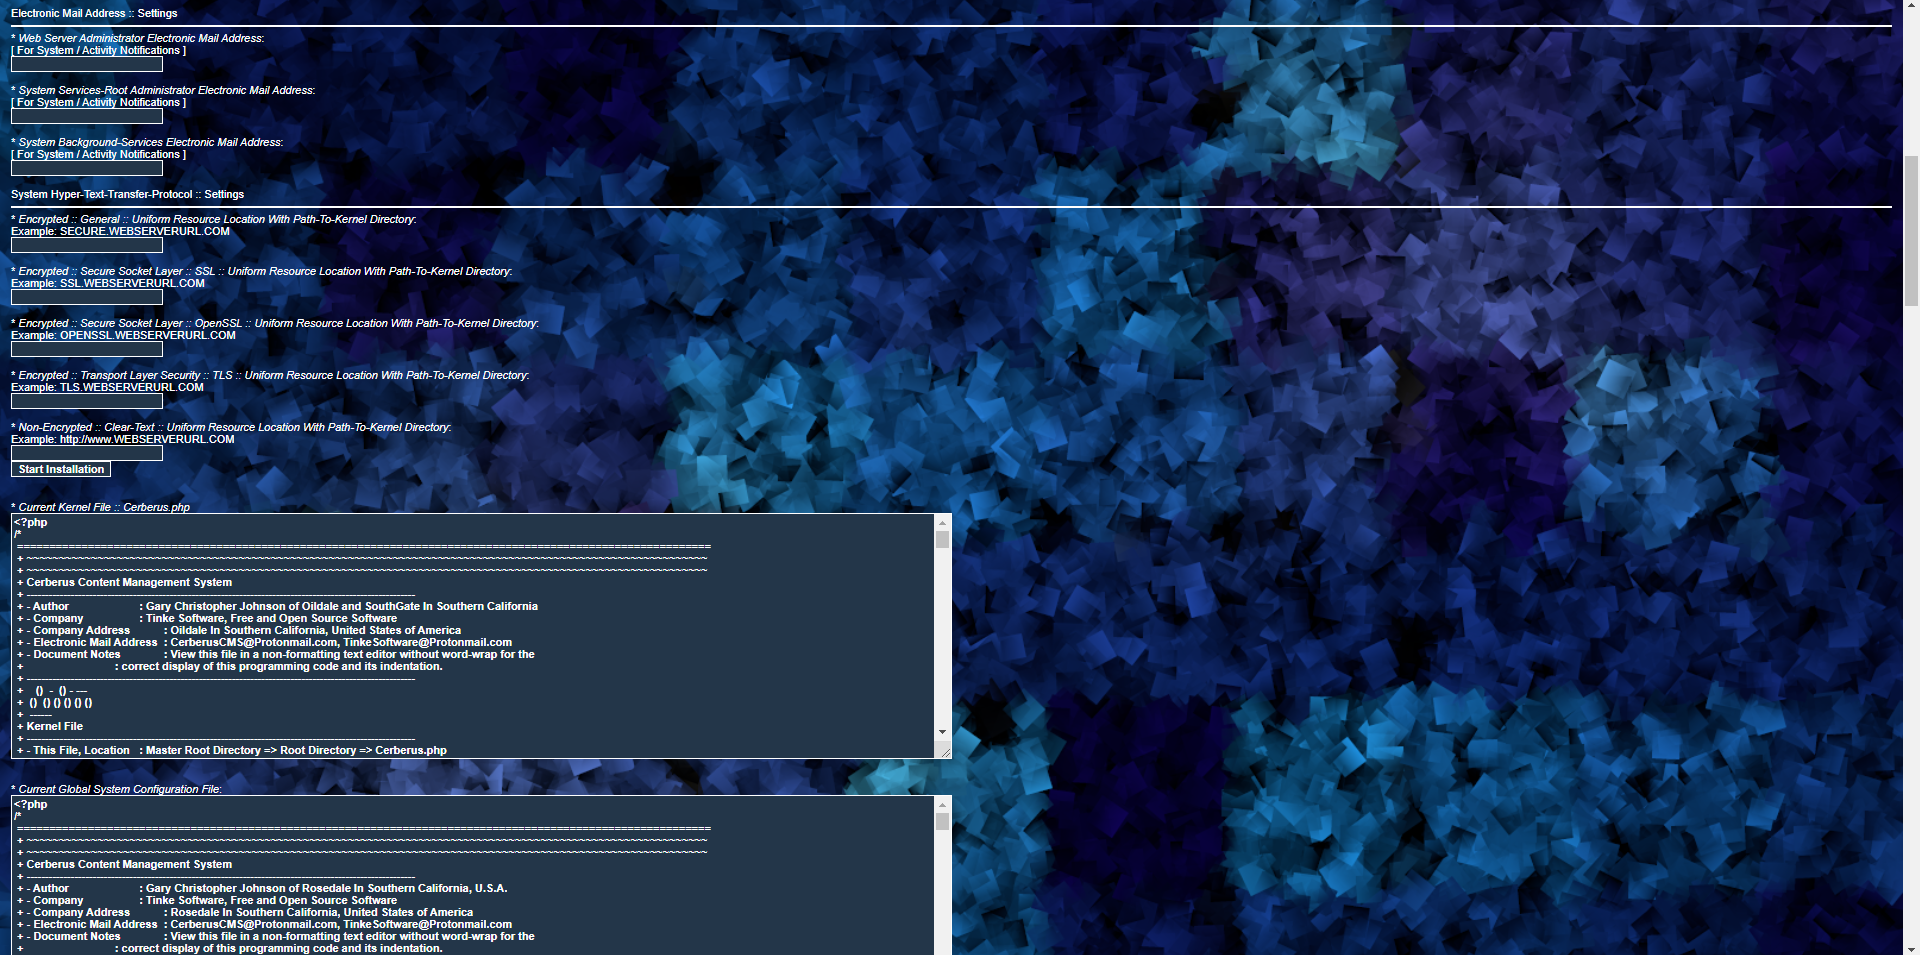 Electronic Mail Address :: Settings
* Web Server Administrator Electronic Mail Address:
[ For System / Activity Notifications ]
* System Services-Root Administrator Electronic Mail Address:
[ For System / Activity Notifications ]
* System Background-Services Electronic Mail Address:
[ For System / Activity Notifications ]
System Hyper-Text-Transfer-Protocol :: Settings
* Encrypted :: General :: Uniform Resource Location With Path-To-Kernel Directory:
Example: SECURE.WEBSERVERURL.COM
* Encrypted :: Secure Socket Layer :: SSL :: Uniform Resource Location With Path-To-Kernel Directory:
Example: SSL.WEBSERVERURL.COM
* Encrypted :: Secure Socket Layer :: OpenSSL :: Uniform Resource Location With Path-To-Kernel Directory:
Example: OPENSSL.WEBSERVERURL.COM
* Encrypted :: Transport Layer Security :: TLS :: Uniform Resource Location With Path-To-Kernel Directory:
Example: TLS.WEBSERVERURL.COM
* Non-Encrypted :: Clear-Text :: Uniform Resource Location With Path-To-Kernel Directory:
Example: http://www.WEBSERVERURL.COM
Start Installation
* Current Kernel File :: Cerberus.php
<?php
/*
+ Cerberus Content Management System
+ - Author : Gary Christopher Johnson of Oildale and SouthGate In Southern California
+ - Company : Tinke Software, Free and Open Source Software
+ - Company Address : Oildale In Southern California, United States of America
+ - Electronic Mail Address : CerberusCMS@Protonmail.com, TinkeSoftware@Protonmail.com
+ - Document Notes : View this file in a non-formatting text editor without word-wrap for the
+ : correct display of this programming code and its indentation.
+ () - () - ---
+ () () () () () ()
+ ------
+ Kernel File
+ - This File, Location : Master Root Directory => Root Directory => Cerberus.php
* Current Global System Configuration File:
<?php
/*
+ Cerberus Content Management System
+ - Author : Gary Christopher Johnson of Rosedale In Southern California, U.S.A.
+ - Company : Tinke Software, Free and Open Source Software
+ - Company Address : Rosedale In Southern California, United States of America
+ - Electronic Mail Address : CerberusCMS@Protonmail.com, TinkeSoftware@Protonmail.com
+ - Document Notes : View this file in a non-formatting text editor without word-wrap for the
+ : correct display of this programming code and its indentation.